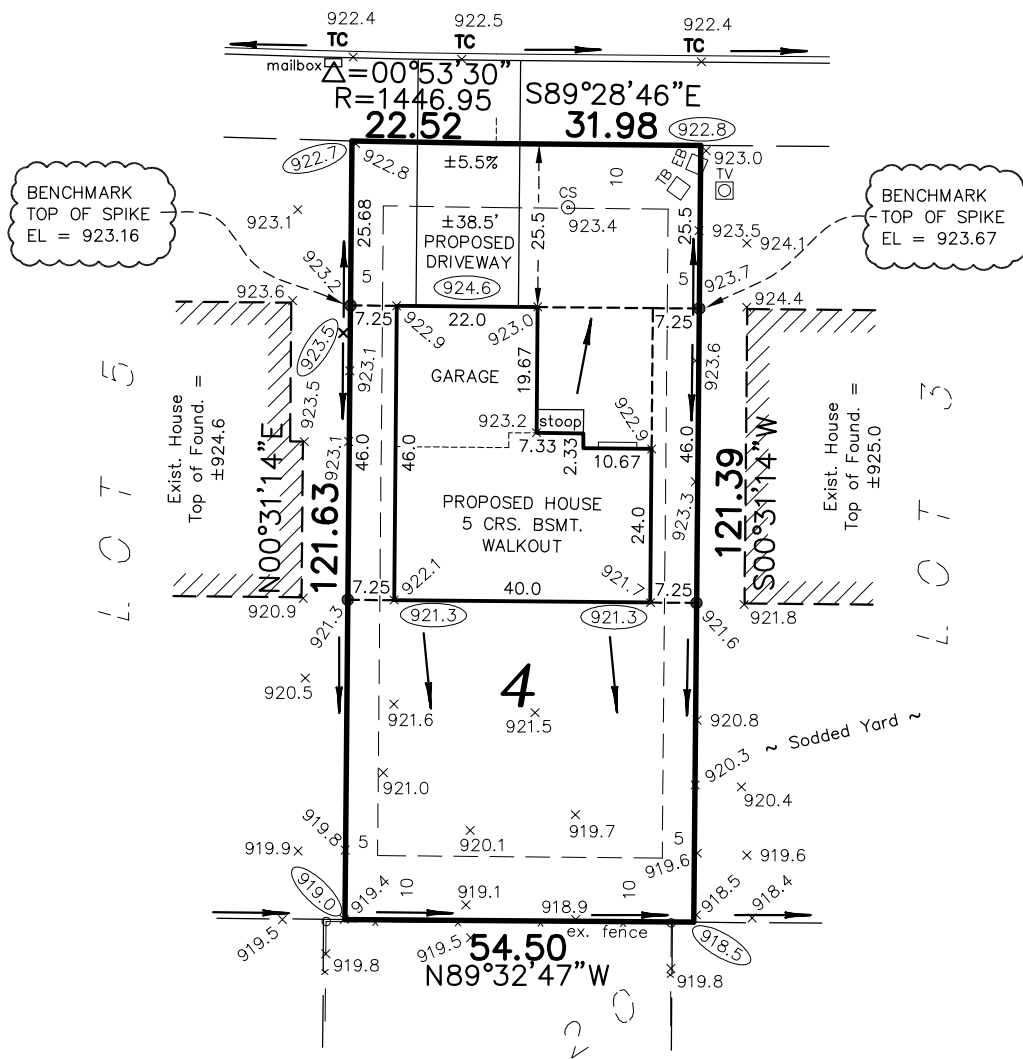 922.4
922.5
922.4
TC
TC
TC
mailbox
△=00°53'30"
R=1446.95
S89°28'46"E
22.52
31.98
922.8
922.7
922.8
±5.5%
10
EB
TB
923.0
TV
CS
BENCHMARK
TOP OF SPIKE
EL = 923.16
BENCHMARK
TOP OF SPIKE
EL = 923.67
923.1
25.68
±38.5'
PROPOSED
DRIVEWAY
25.5
923.4
25.5
923.5
924.1
923.2
5
5
923.7
923.6
924.6
924.4
7.25
22.0
7.25
922.9
923.0
923.5
923.1
GARAGE
19.67
923.6
LOT 5
Exist. House
Top of Found. =
±924.6
923.5
923.2
stoop
922.9
Exist. House
Top of Found. =
±925.0
LOT 3
N00°31'14"E
923.1
46.0
46.0
7.33
2.33
10.67
46.0
121.63
121.39
S00°31'14"W
PROPOSED HOUSE
5 CRS. BSMT.
WALKOUT
24.0
923.3
7.25
922.1
40.0
921.7
7.25
920.9
921.3
921.3
921.3
921.6
921.8
4
920.5
921.6
921.5
920.8
~ Sodded Yard ~
920.3
921.0
920.4
919.7
920.1
919.8
5
5
919.9
919.6
919.6
919.0
919.4
10
919.1
10
918.9
918.5
918.4
919.5
919.5
ex. fence
918.5
54.50
N89°32'47"W
919.8
919.8